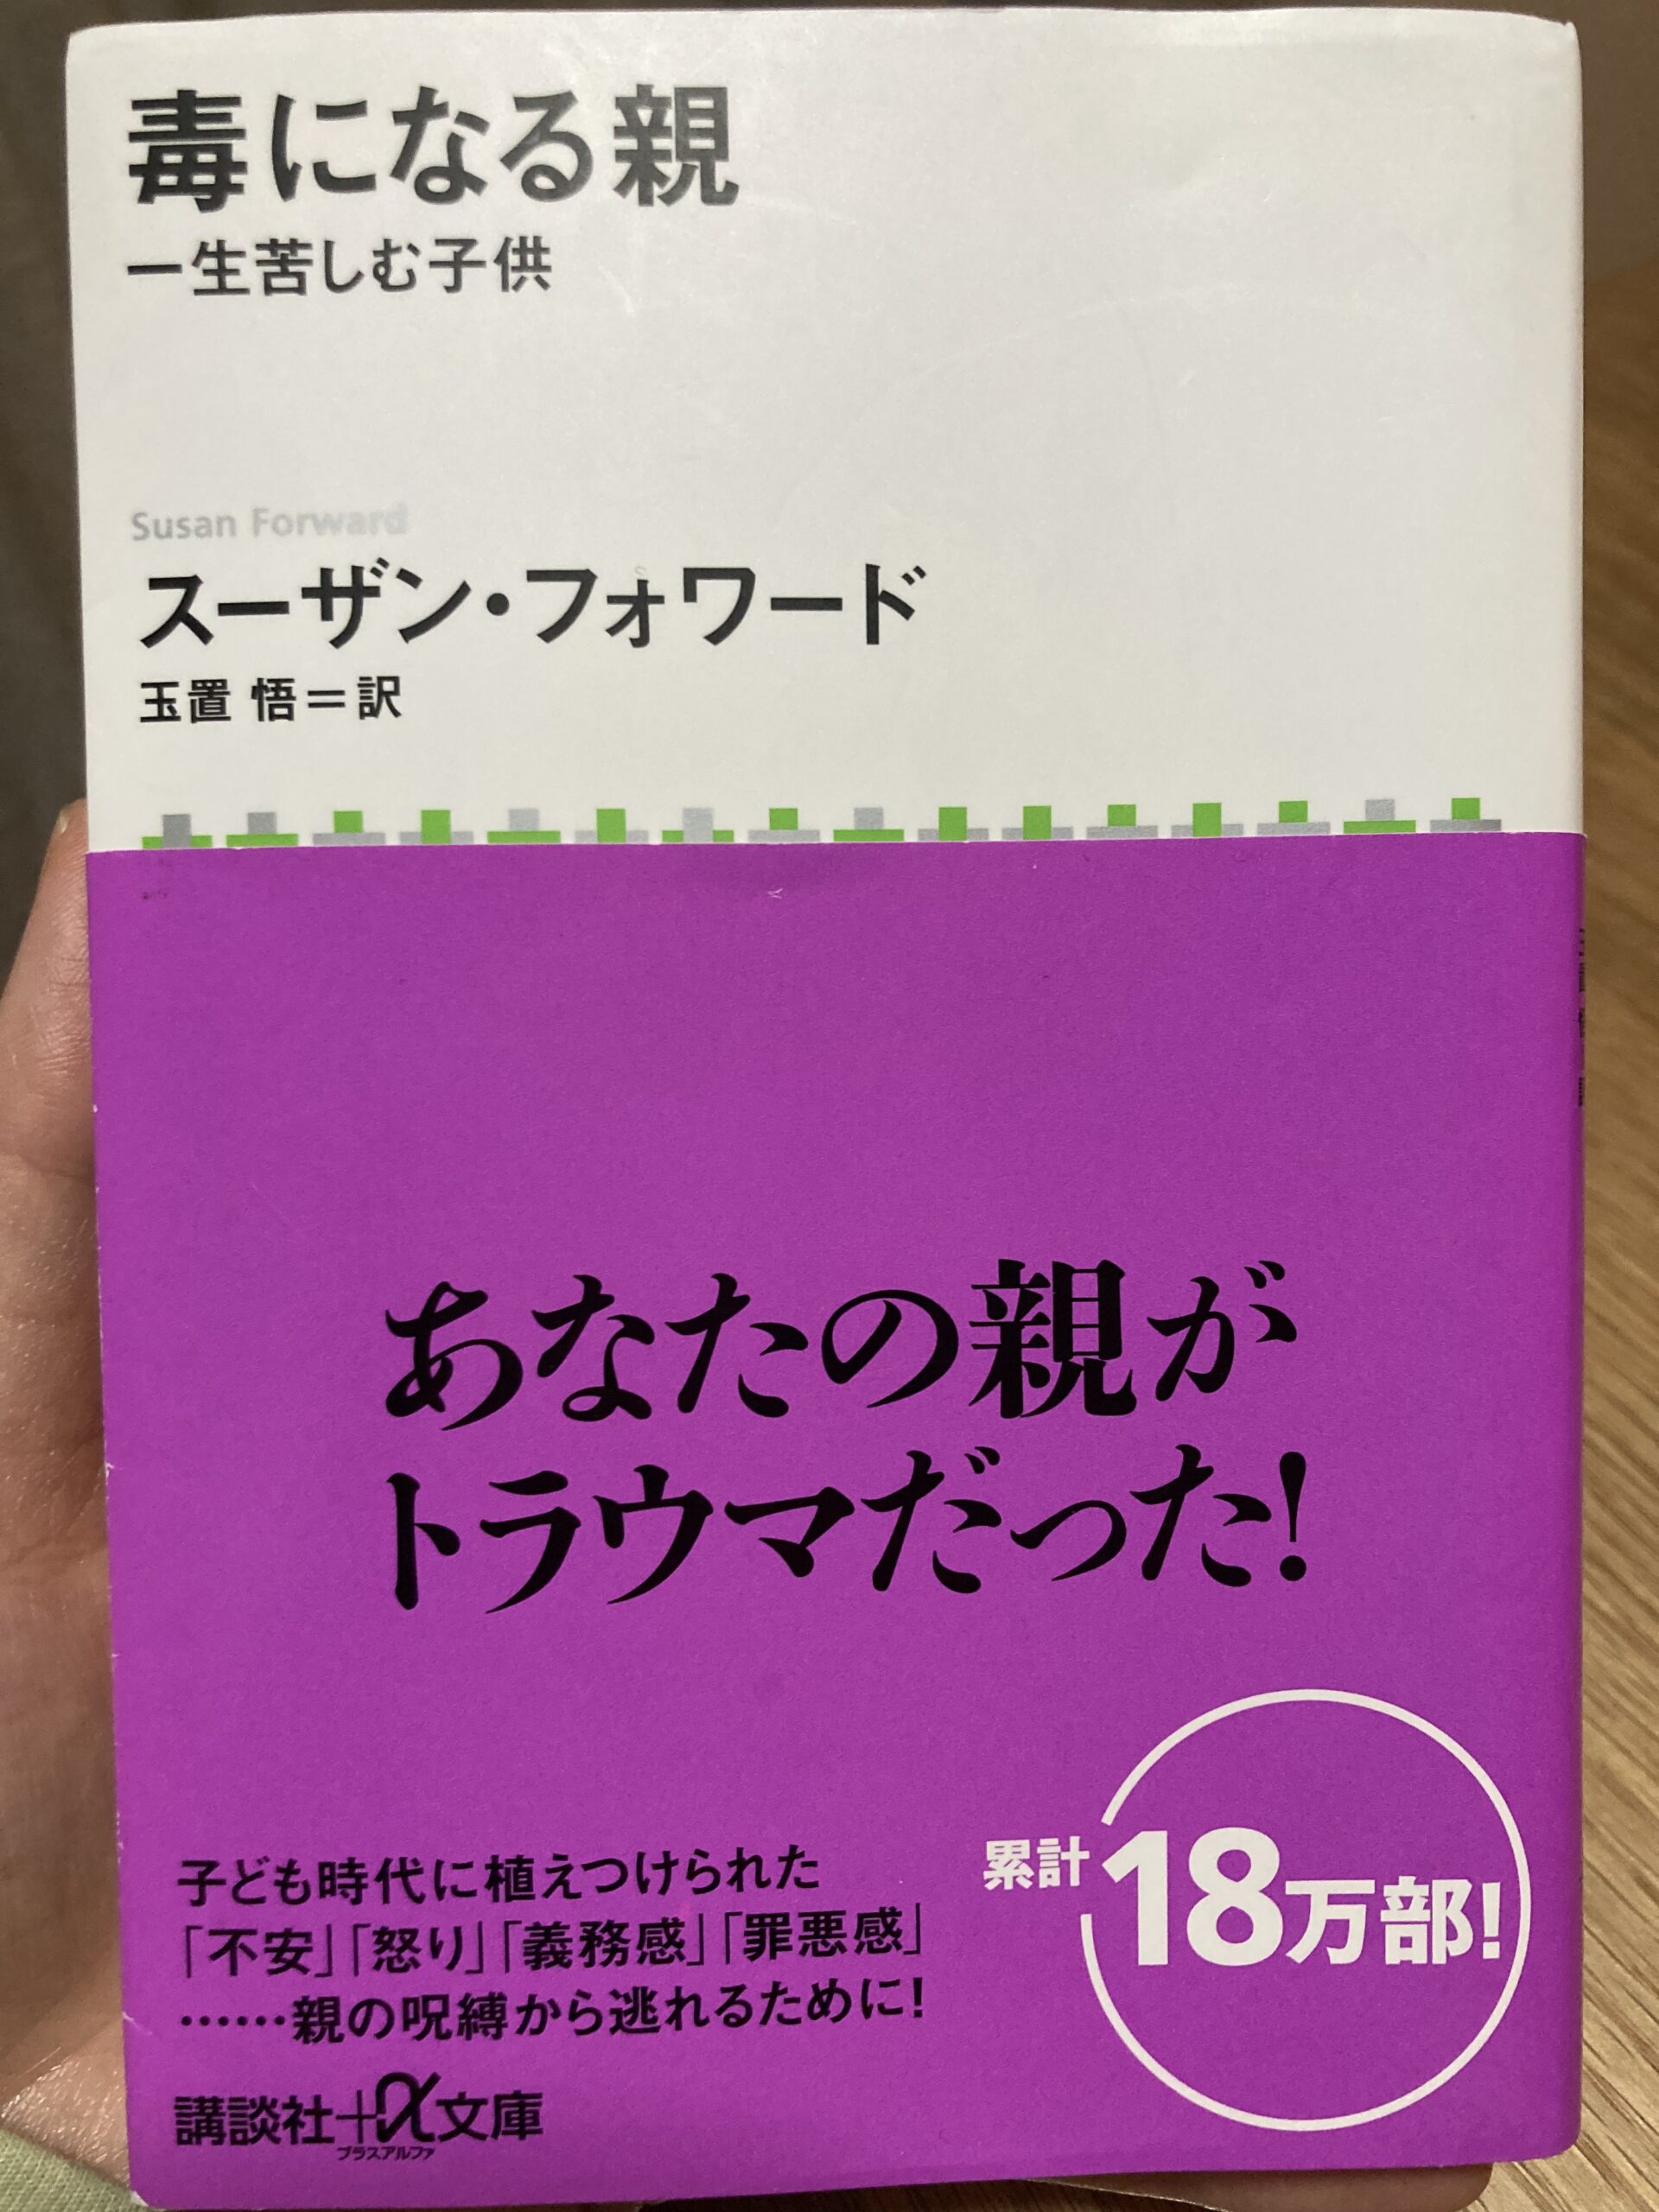 毒になる親
一生苦しむ子供
Susan Forward
スーザン・フォワード
玉置 悟＝訳
あなたの親が
トラウマだった!
累計18万部!
子ども時代に植えつけられた
「不安」「怒り」「義務感」「罪悪感」
……親の呪縛から逃れるために!
講談社+α文庫
プラスアルファ